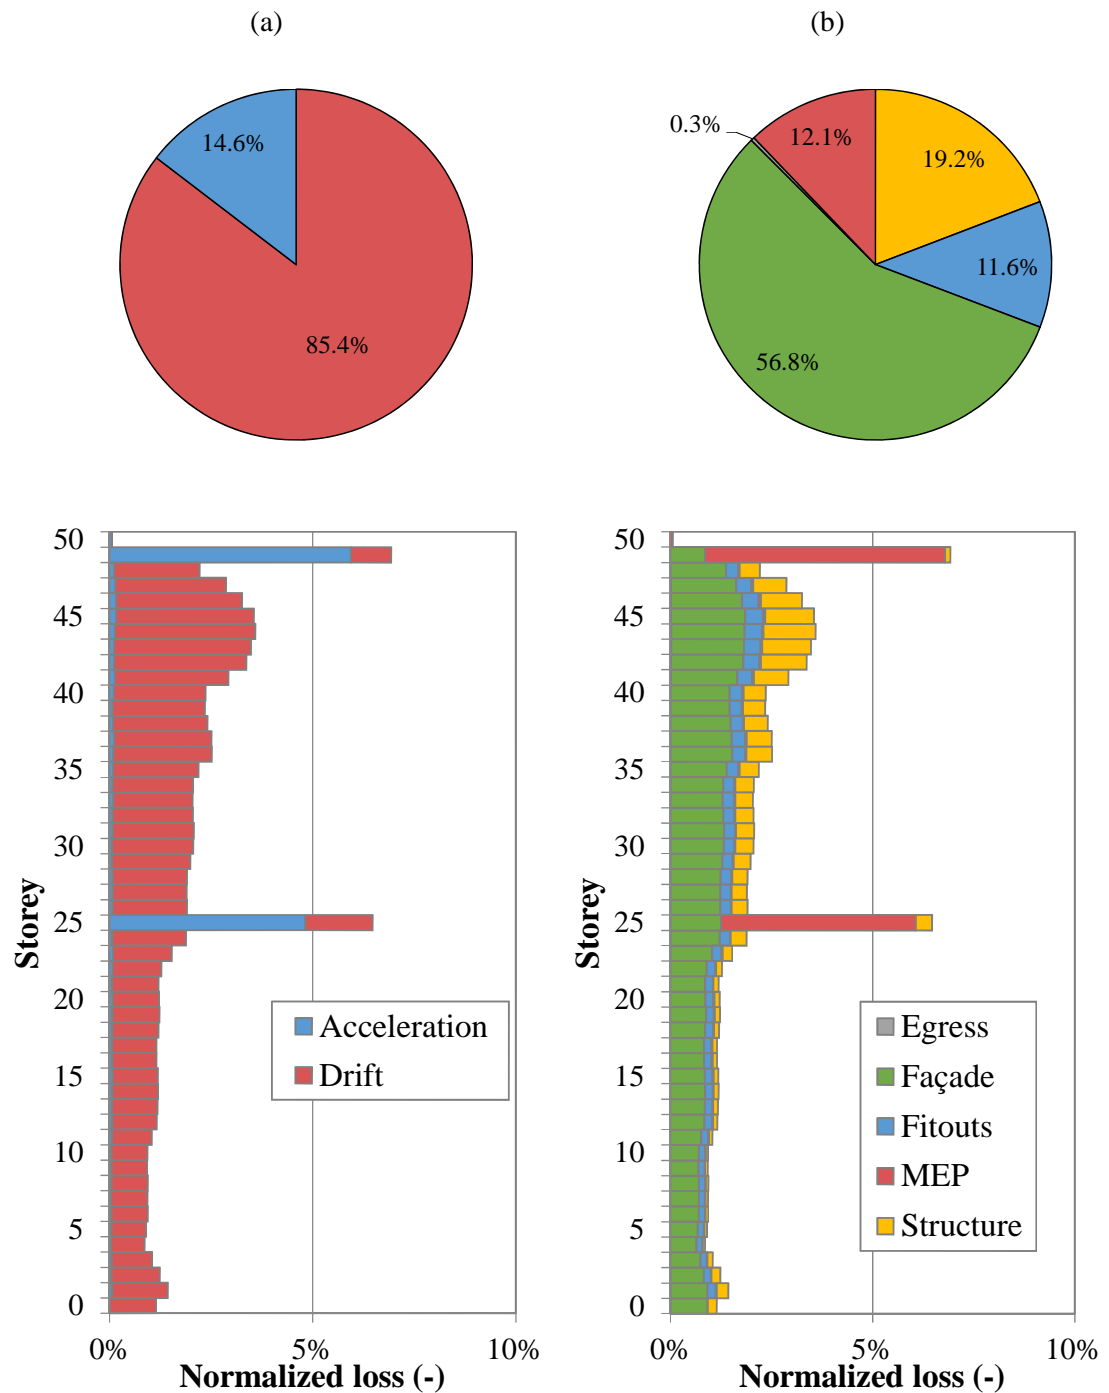 (a)
(b)
14.6%
85.4%
0.3%
12.1%
19.2%
11.6%
56.8%
50
45
40
35
30
25
20
15
10
5
0
Storey
Acceleration
Drift
0%
5%
10%
Normalized loss (-)
50
45
40
35
30
25
20
15
10
5
0
Storey
Egress
Façade
Fitouts
MEP
Structure
0%
5%
10%
Normalized loss (-)